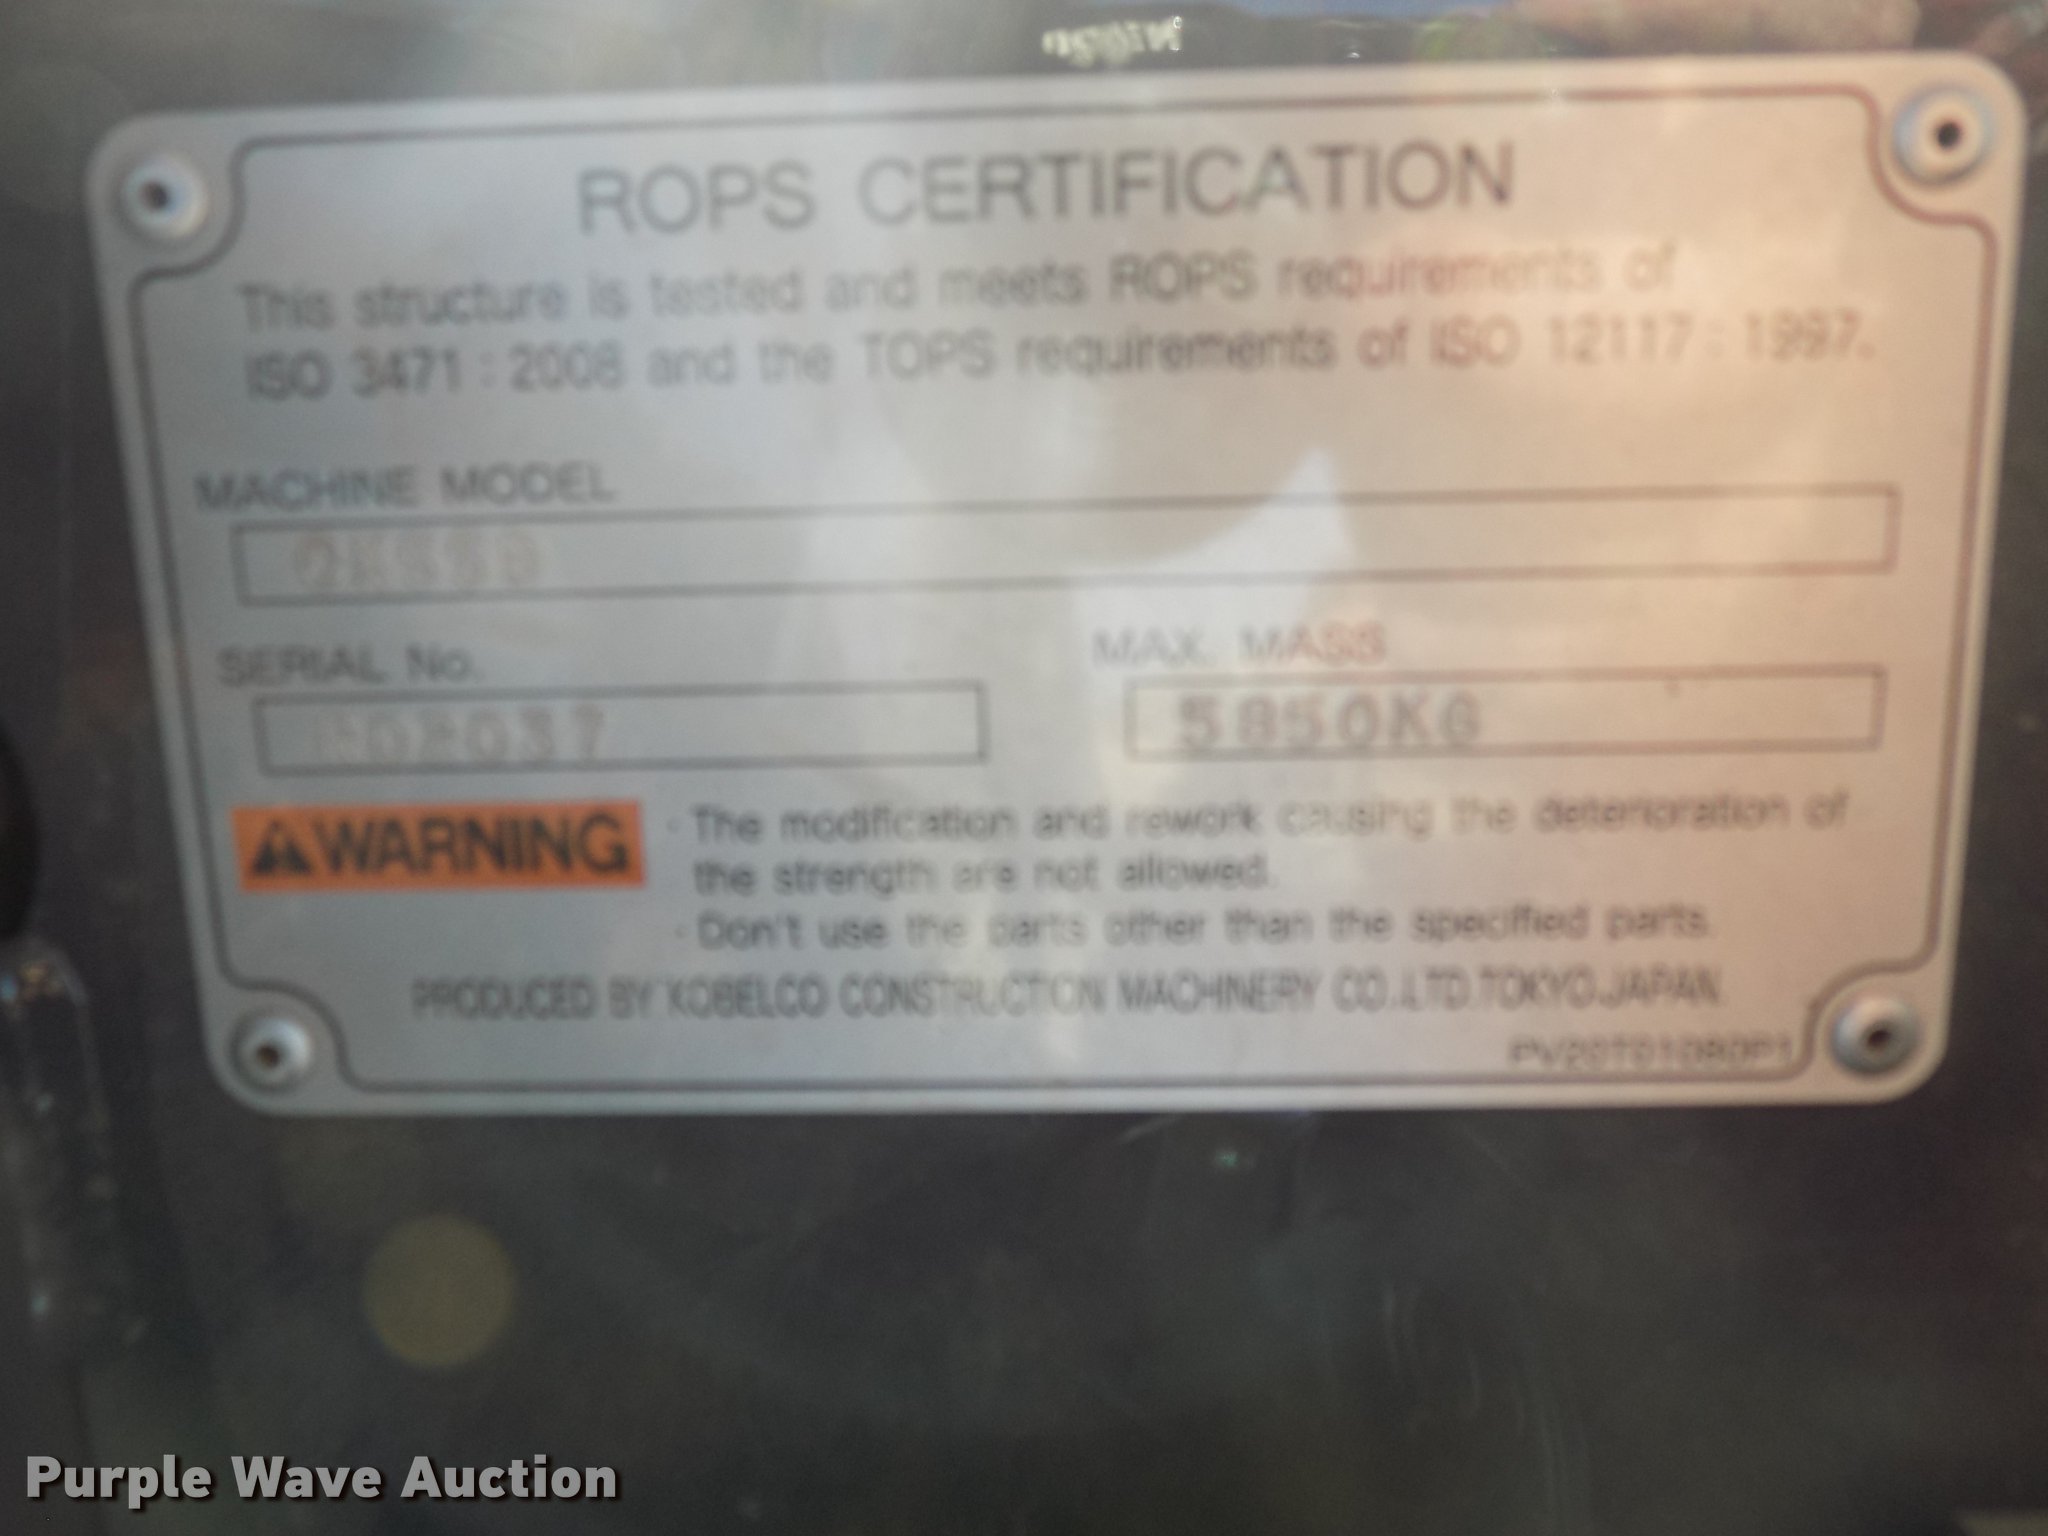 ROPS CERTIFICATION
This structure is tested and meets ROPS requirements of
ISO 3471 : 2008 and the TOPS requirements of ISO 12117 : 1997.
MACHINE MODEL
SERIAL No.
MAX. MASS
5850KG
WARNING
· The modification and rework causing the deterioration of
the strength are not allowed.
· Don't use the parts other than the specified parts.
PRODUCED BY KOBELCO CONSTRUCTION MACHINERY CO.,LTD.TOKYO.JAPAN.
Purple Wave Auction